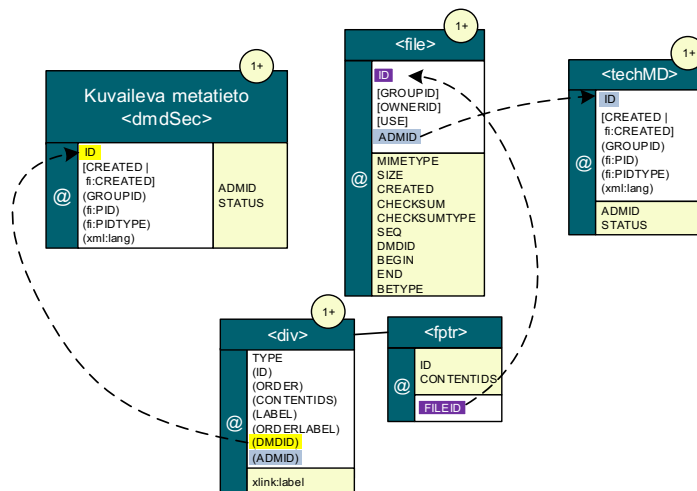 1+
Kuvaileva metatieto
<dmdSec>
@
ID
[CREATED |
fi:CREATED]
(GROUPID)
(fi:PID)
(fi:PIDTYPE)
(xml:lang)
ADMID
STATUS
1+
<file>
@
ID
[GROUPID]
[OWNERID]
[USE]
ADMID
MIMETYPE
SIZE
CREATED
CHECKSUM
CHECKSUMTYPE
SEQ
DMDID
BEGIN
END
BETYPE
1+
<techMD>
@
ID
[CREATED |
fi:CREATED]
(GROUPID)
(fi:PID)
(fi:PIDTYPE)
(xml:lang)
ADMID
STATUS
1+
<div>
@
TYPE
(ID)
(ORDER)
(CONTENTIDS)
(LABEL)
(ORDERLABEL)
(DMDID)
(ADMID)
xlink:label
<fptr>
@
ID
CONTENTIDS
FILEID